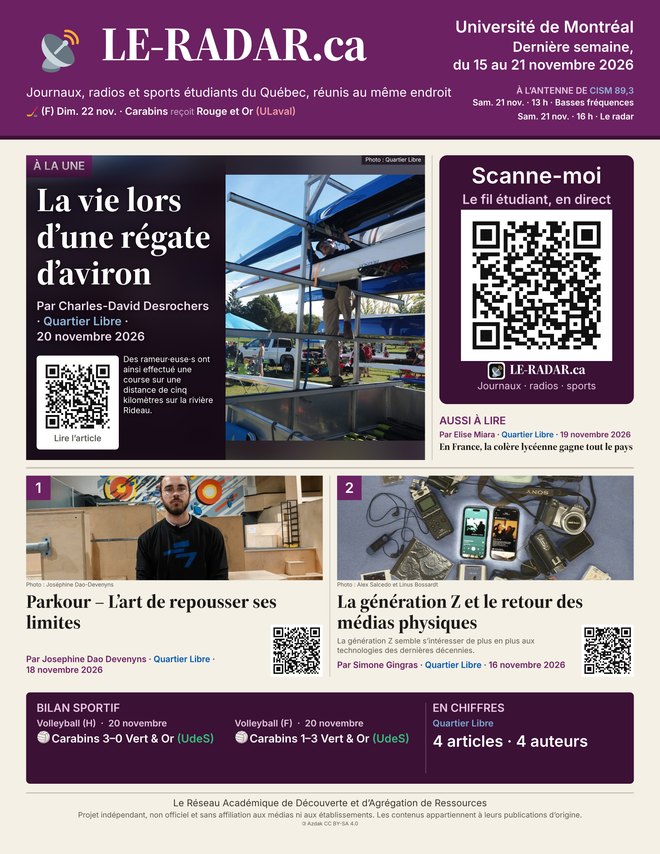 LE-RADAR.ca
Université de Montréal
Dernière semaine,
du 15 au 21 novembre 2026
Journaux, radios et sports étudiants du Québec, réunis au même endroit
(F) Dim. 22 nov. · Carabins reçoit Rouge et Or (ULaval)
À L'ANTENNE DE CISM 89,3
Sam. 21 nov. · 13 h · Basses fréquences
Sam. 21 nov. · 16 h · Le radar
À LA UNE
Photo : Quartier Libre
La vie lors
d'une régate
d'aviron
Par Charles-David Desrochers
· Quartier Libre ·
20 novembre 2026
Des rameur·euse·s ont
ainsi effectué une
course sur une
distance de cinq
kilomètres sur la rivière
Rideau.
Lire l'article
Scanne-moi
Le fil étudiant, en direct
LE-RADAR.ca
Journaux · radios · sports
AUSSI À LIRE
Par Elise Miara · Quartier Libre · 19 novembre 2026
En France, la colère lycéenne gagne tout le pays
1
Photo : Joséphine Dao-Devenyns
Parkour – L'art de repousser ses
limites
Par Josephine Dao Devenyns · Quartier Libre ·
18 novembre 2026
2
SONY
Photo : Alex Salcedo et Linus Bossardt
La génération Z et le retour des
médias physiques
La génération Z semble s'intéresser de plus en plus aux
technologies des dernières décennies.
Par Simone Gingras · Quartier Libre · 16 novembre 2026
BILAN SPORTIF
Volleyball (H) · 20 novembre
Carabins 3–0 Vert & Or (UdeS)
Volleyball (F) · 20 novembre
Carabins 1–3 Vert & Or (UdeS)
EN CHIFFRES
Quartier Libre
4 articles · 4 auteurs
Le Réseau Académique de Découverte et d'Agrégation de Ressources
Projet indépendant, non officiel et sans affiliation aux médias ni aux établissements. Les contenus appartiennent à leurs publications d'origine.
Azdak CC BY-SA 4.0